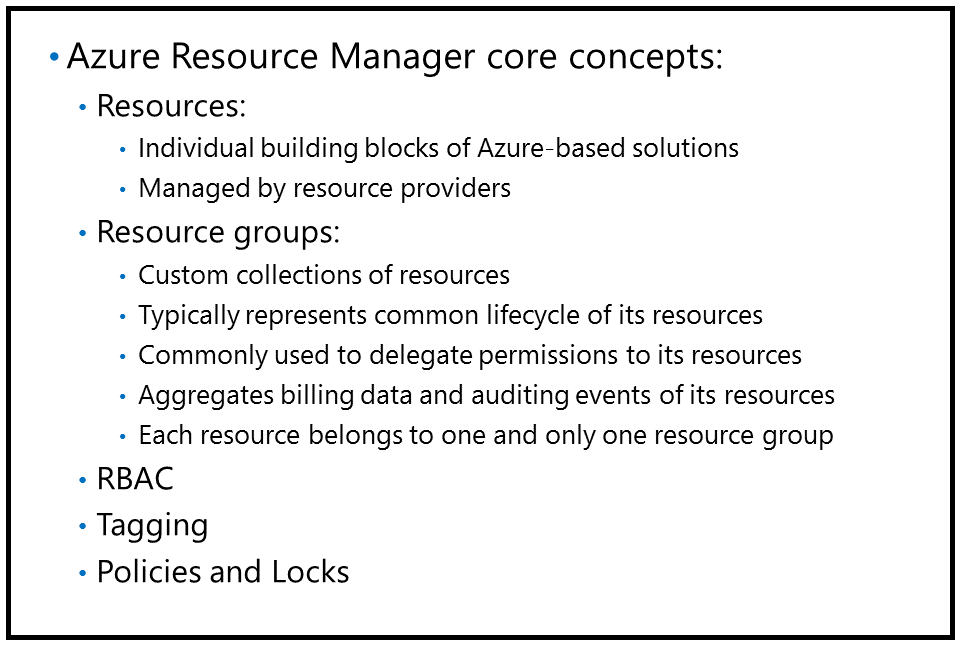 • Azure Resource Manager core concepts:
• Resources:
• Individual building blocks of Azure-based solutions
• Managed by resource providers
• Resource groups:
• Custom collections of resources
• Typically represents common lifecycle of its resources
• Commonly used to delegate permissions to its resources
• Aggregates billing data and auditing events of its resources
• Each resource belongs to one and only one resource group
• RBAC
• Tagging
• Policies and Locks